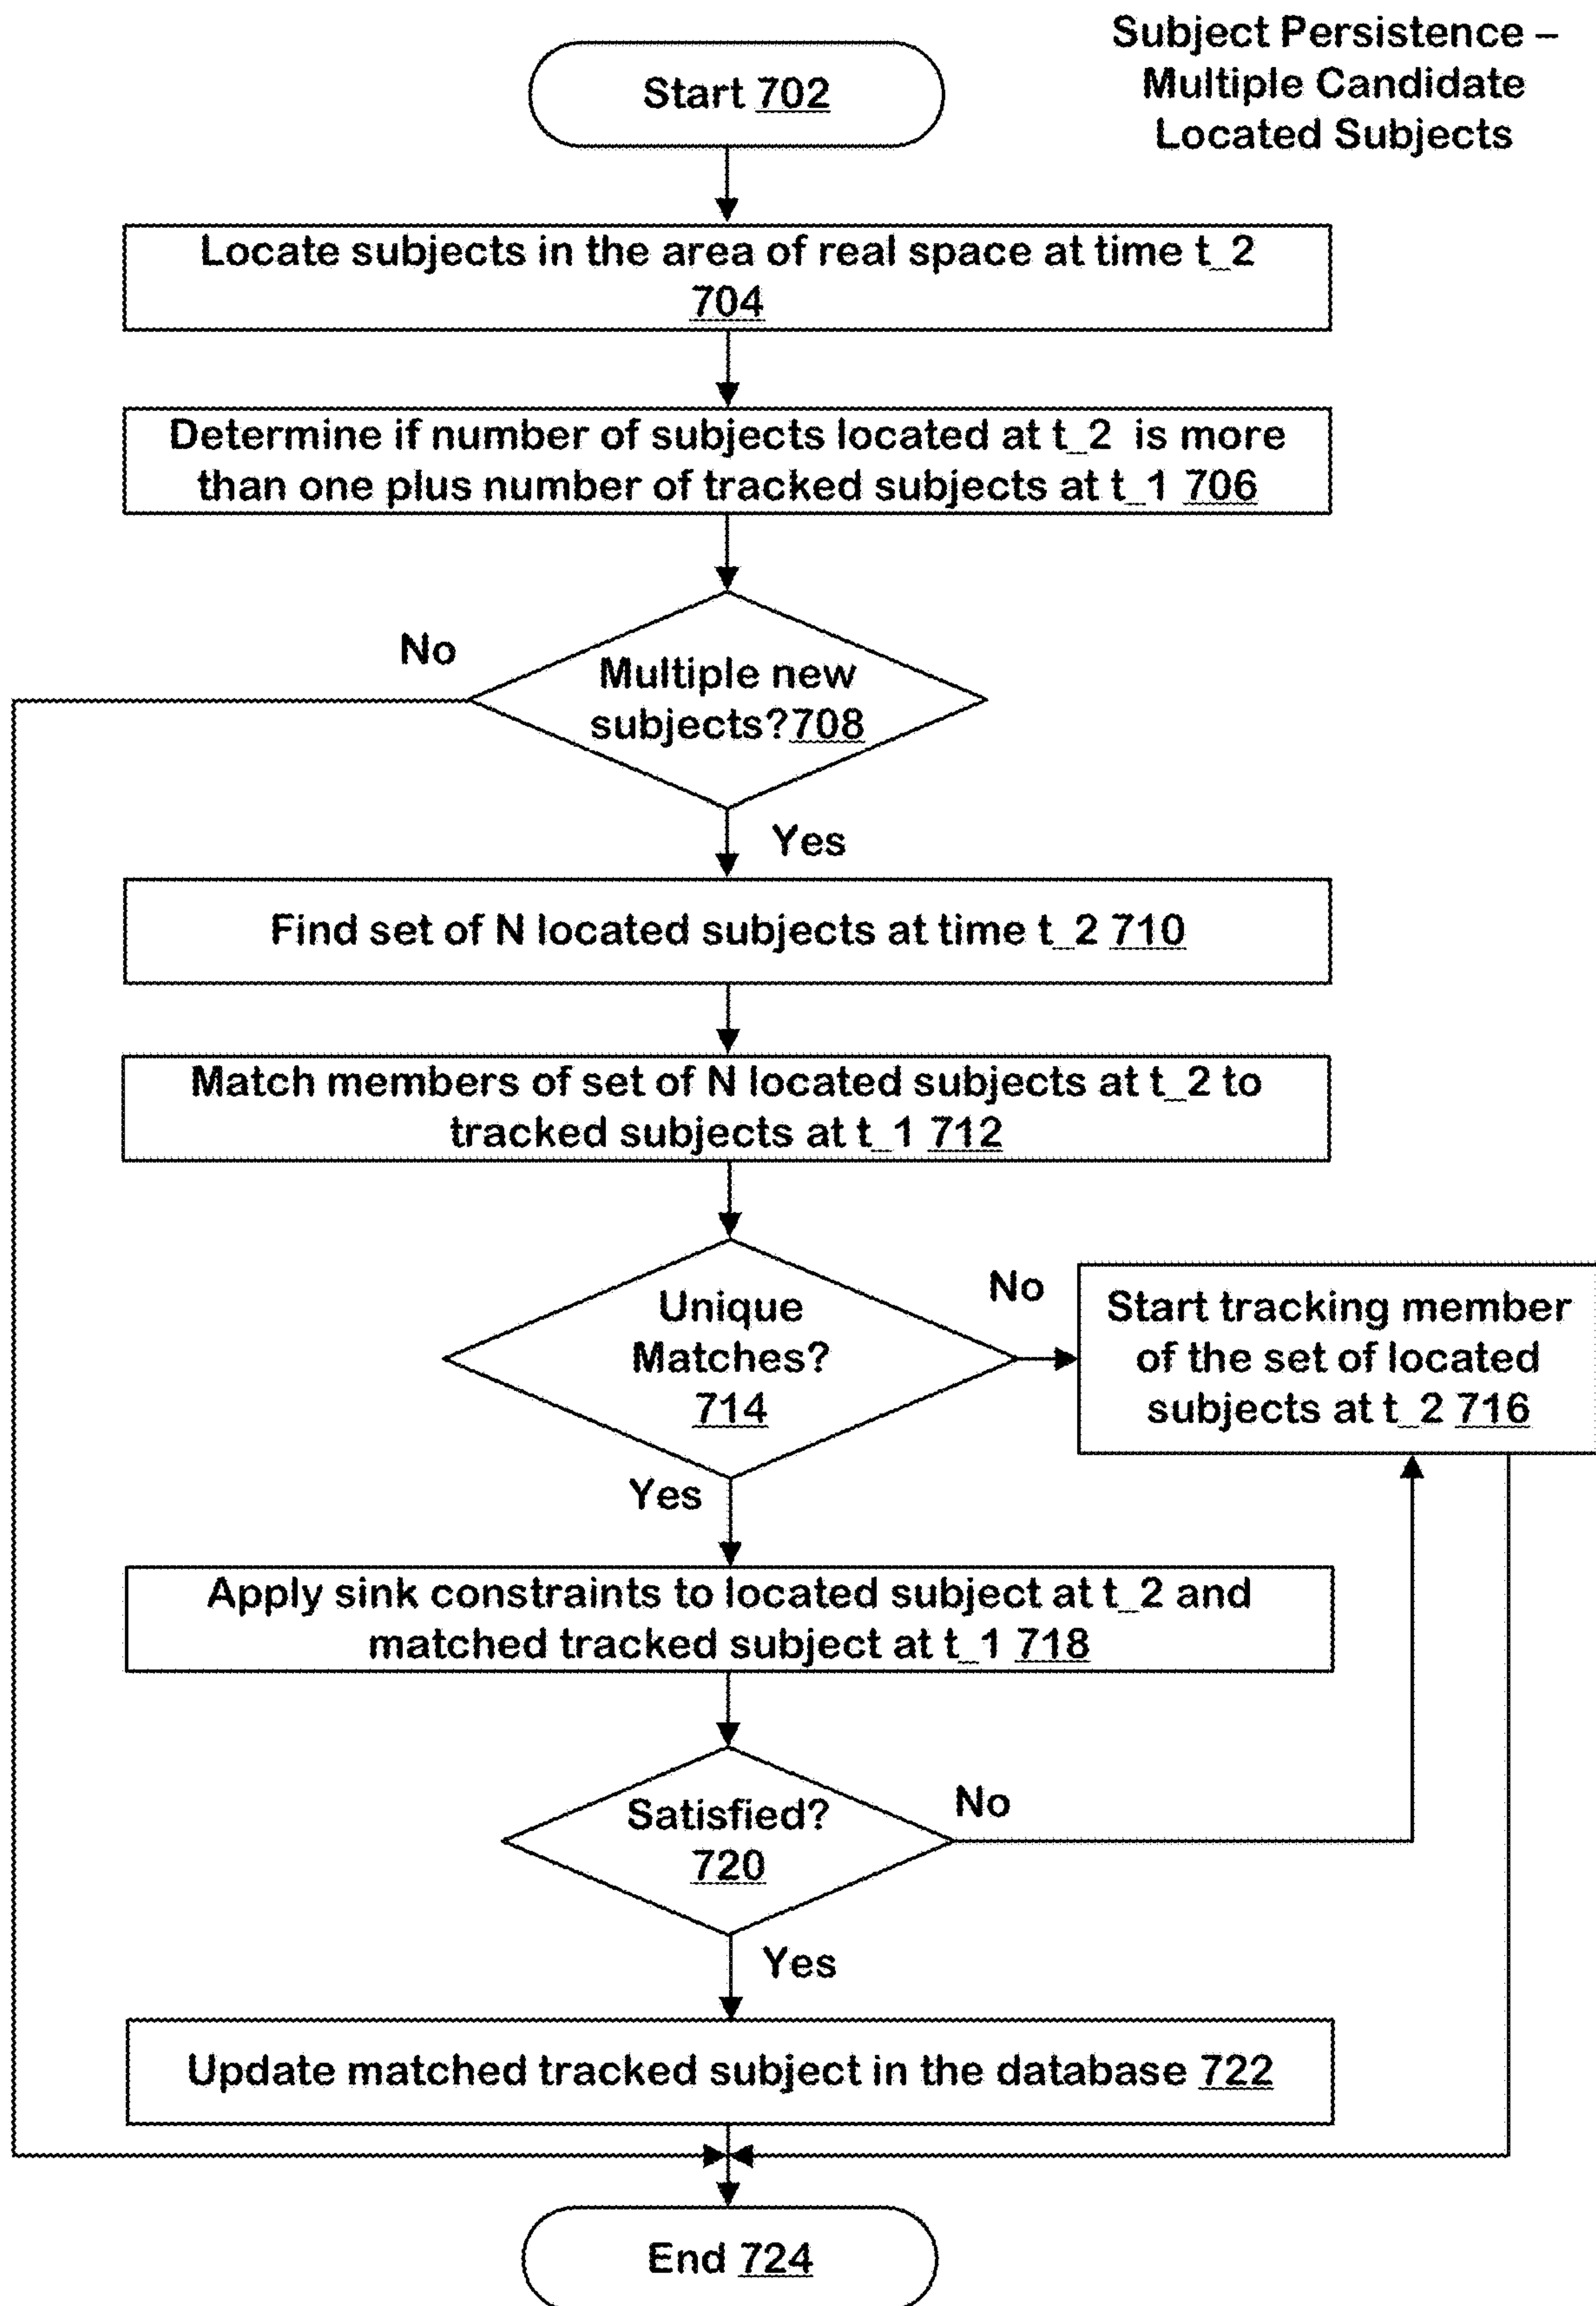 Subject Persistence –
Multiple Candidate
Located Subjects
Start 702
Locate subjects in the area of real space at time t_2
704
Determine if number of subjects located at t_2 is more
than one plus number of tracked subjects at t_1 706
No
Multiple new
subjects?708
Yes
Find set of N located subjects at time t_2 710
Match members of set of N located subjects at t_2 to
tracked subjects at t_1 712
Unique
Matches?
714
No
Start tracking member
of the set of located
subjects at t_2 716
Yes
Apply sink constraints to located subject at t_2 and
matched tracked subject at t_1 718
Satisfied?
720
No
Yes
Update matched tracked subject in the database 722
End 724